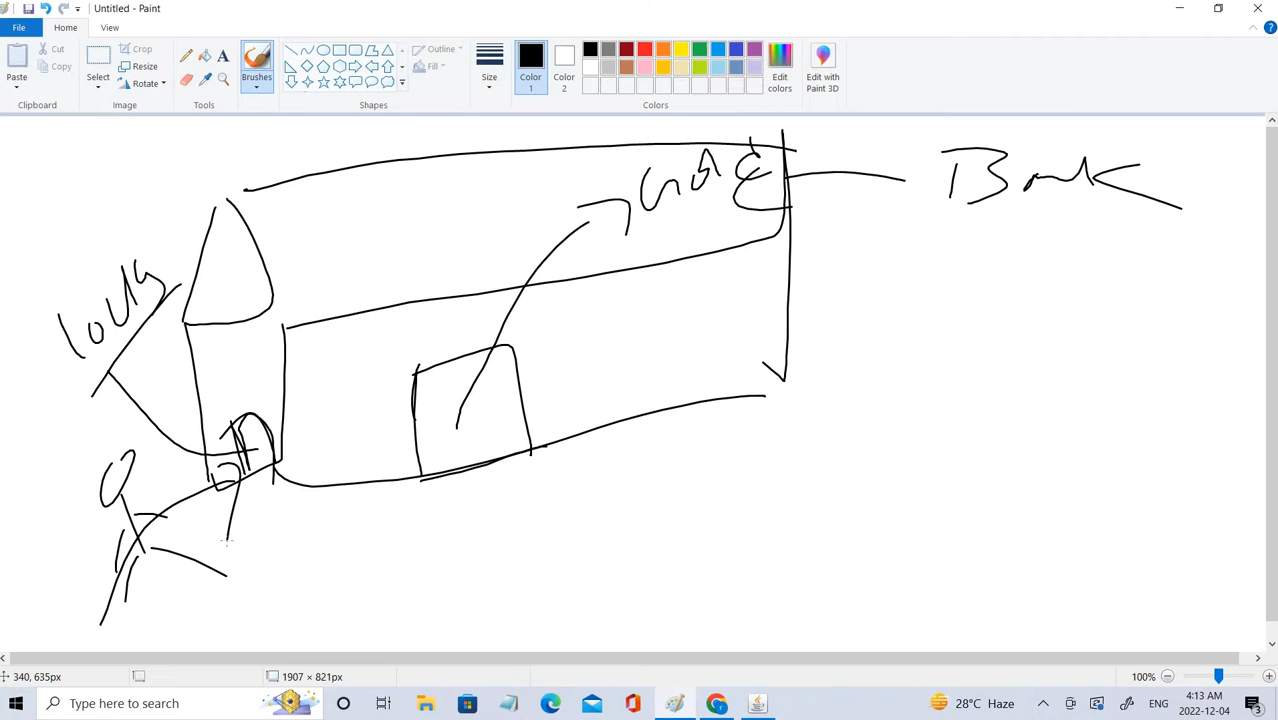 Untitled - Paint
File
Home
View
Paste
Cut
Copy
Clipboard
Select
Crop
Resize
Rotate
Image
A
Tools
Brushes
Shapes
Outline
Fill
Size
Color
1
Color
2
Edit
colors
Colors
Edit with
Paint 3D
Bank
340, 635px
1907 × 821px
100%
Type here to search
28°C Haze
ENG
4:13 AM
2022-12-04
3